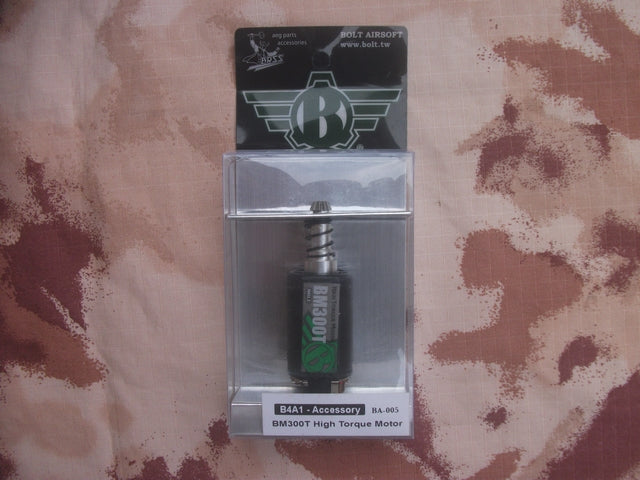 aeg parts
accessories
B.R.S.S
BOLT AIRSOFT
www.bolt.tw
B
®
BM300T
B4A1 - Accessory BA-005
BM300T High Torque Motor